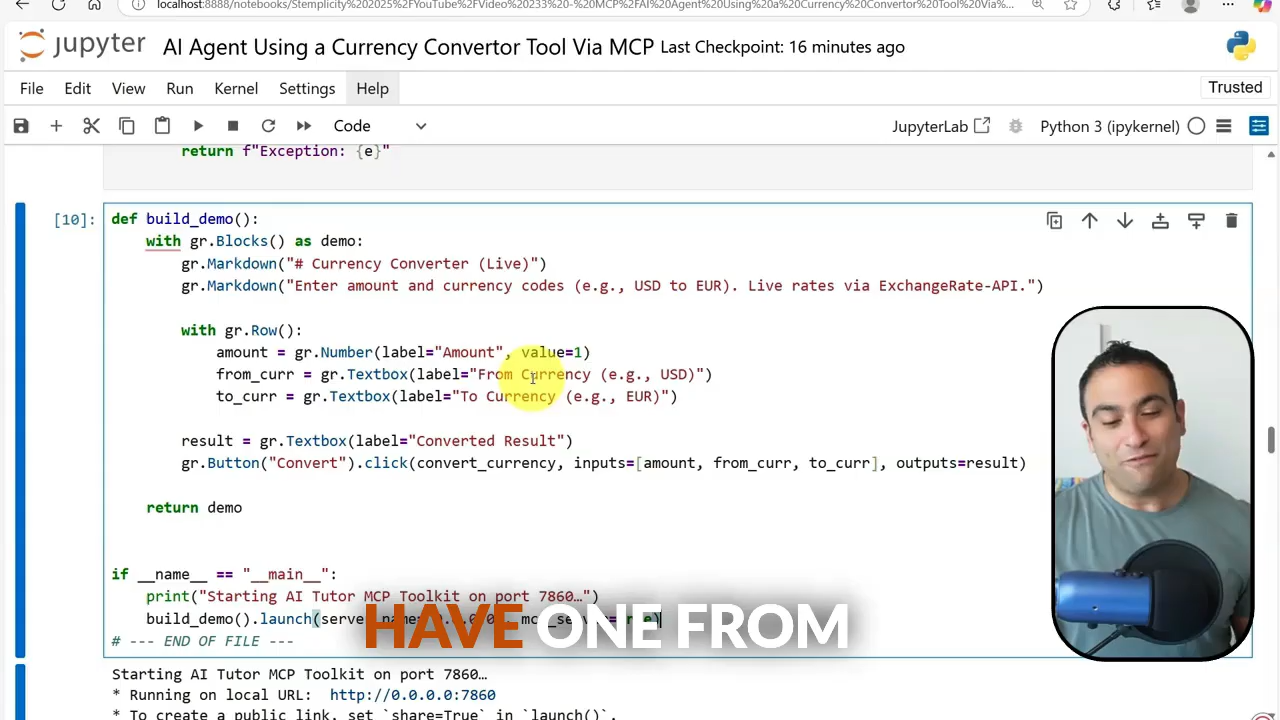 localhost:8888/notebooks/Stemplicity%202025%2FYouTube%2FVideo%2033%20-%20MCP%2FAI%20Agent%20Using%20a%20Currency%20Convertor%20Tool%20Via%20M...
jupyter AI Agent Using a Currency Convertor Tool Via MCP Last Checkpoint: 16 minutes ago
File Edit View Run Kernel Settings Help Trusted
Code JupyterLab Python 3 (ipykernel)
return f"Exception: {e}"
[10]: def build_demo():
with gr.Blocks() as demo:
gr.Markdown("# Currency Converter (Live)")
gr.Markdown("Enter amount and currency codes (e.g., USD to EUR). Live rates via ExchangeRate-API.")
with gr.Row():
amount = gr.Number(label="Amount", value=1)
from_curr = gr.Textbox(label="From Currency (e.g., USD)")
to_curr = gr.Textbox(label="To Currency (e.g., EUR)")
result = gr.Textbox(label="Converted Result")
gr.Button("Convert").click(convert_currency, inputs=[amount, from_curr, to_curr], outputs=result)
return demo
if __name__ == "__main__":
print("Starting AI Tutor MCP Toolkit on port 7860…")
build_demo().launch(
HAVE ONE FROM
# --- END OF FILE ---
Starting AI Tutor MCP Toolkit on port 7860…
* Running on local URL: http://0.0.0.0:7860
* To create a public link, set `share=True` in `launch()`.